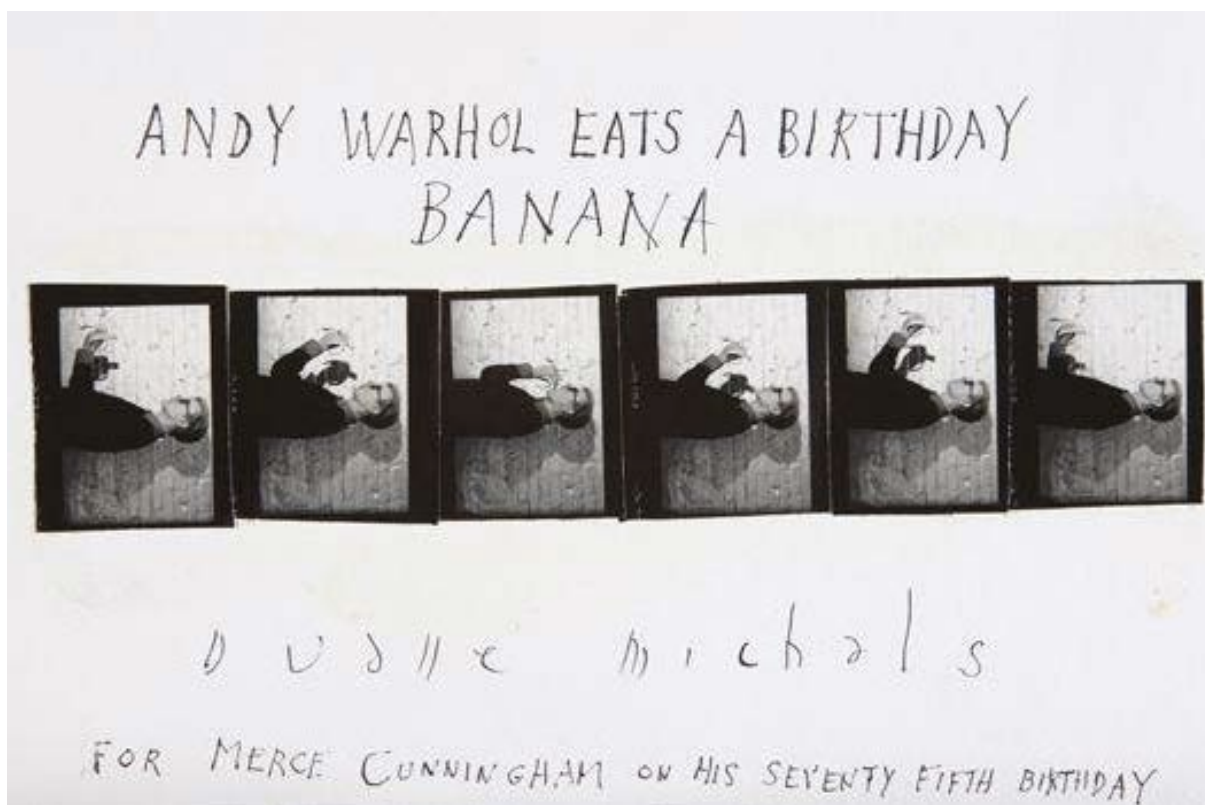 ANDY WARHOL EATS A BIRTHDAY
BANANA
Duane michals
FOR MERCE CUNNINGHAM ON HIS SEVENTY FIFTH BIRTHDAY